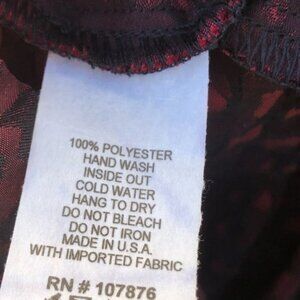 100% POLYESTER
HAND WASH
INSIDE OUT
COLD WATER
HANG TO DRY
DO NOT BLEACH
DO NOT IRON
MADE IN U.S.A.
WITH IMPORTED FABRIC
RN # 107876